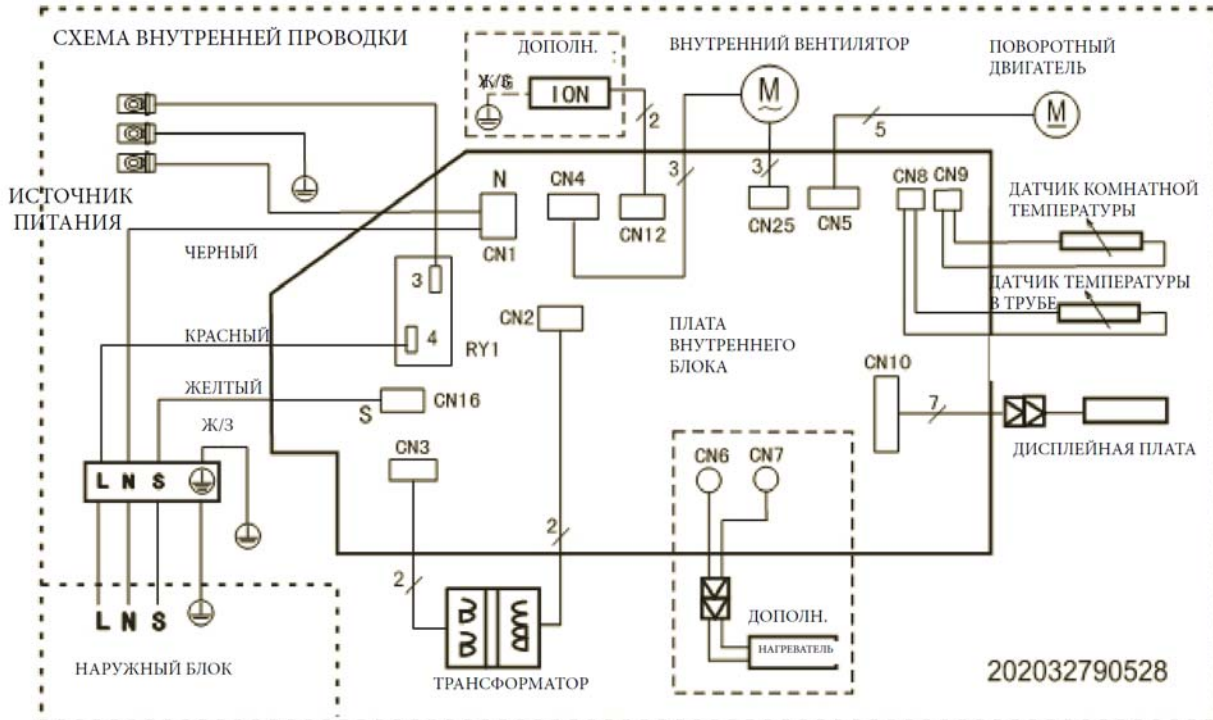 СХЕМА ВНУТРЕННЕЙ ПРОВОДКИ
ДОПОЛН.
ION
2
ВНУТРЕННИЙ ВЕНТИЛЯТОР
M
ПОВОРОТНЫЙ
ДВИГАТЕЛЬ
M
5
3
3
ИСТОЧНИК
ПИТАНИЯ
N
CN1
CN4
CN12
CN25
CN5
CN8
CN9
ДАТЧИК КОМНАТНОЙ
ТЕМПЕРАТУРЫ
ДАТЧИК ТЕМПЕРАТУРЫ
В ТРУБЕ
ЧЕРНЫЙ
3
4
RY1
CN2
КРАСНЫЙ
ПЛАТА
ВНУТРЕННЕГО
БЛОКА
ЖЕЛТЫЙ
S
CN16
CN10
7
ДИСПЛЕЙНАЯ ПЛАТА
Ж/З
CN3
CN6
CN7
L N S
2
2
L N S
НАРУЖНЫЙ БЛОК
ТРАНСФОРМАТОР
ДОПОЛН.
НАГРЕВАТЕЛЬ
202032790528